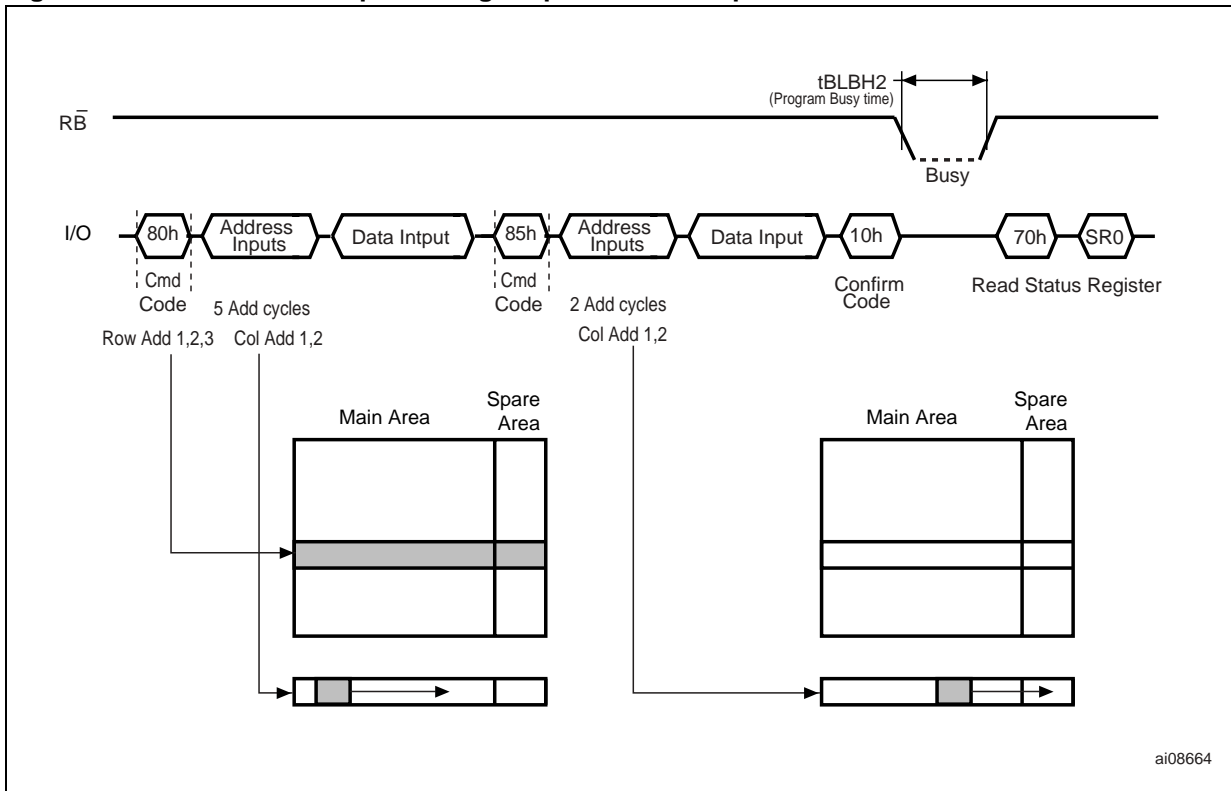 tBLBH2
(Program Busy time)
RB̅
Busy
I/O
80h
Address
Inputs
Data Intput
85h
Address
Inputs
Data Input
10h
70h
SR0
Cmd
Code
Cmd
Code
Confirm
Code
Read Status Register
5 Add cycles
2 Add cycles
Row Add 1,2,3
Col Add 1,2
Col Add 1,2
Main Area
Spare
Area
Main Area
Spare
Area
ai08664